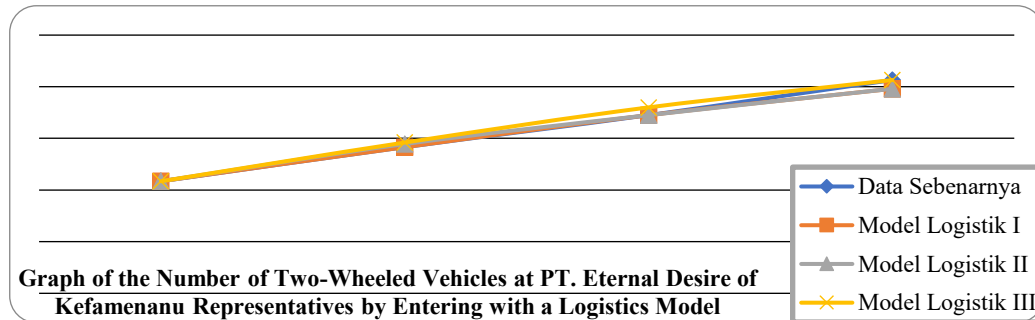 Graph of the Number of Two-Wheeled Vehicles at PT. Eternal Desire of
Kefamenanu Representatives by Entering with a Logistics Model
Data Sebenarnya
Model Logistik I
Model Logistik II
Model Logistik III